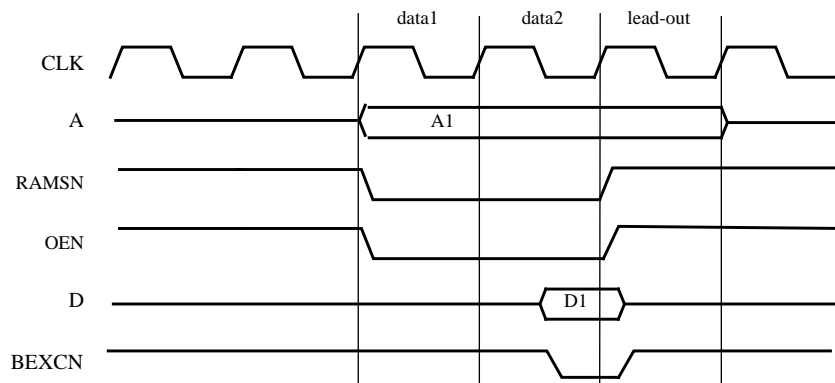 data1 data2 lead-out
CLK
A A1
RAMSN
OEN
D D1
BEXCN